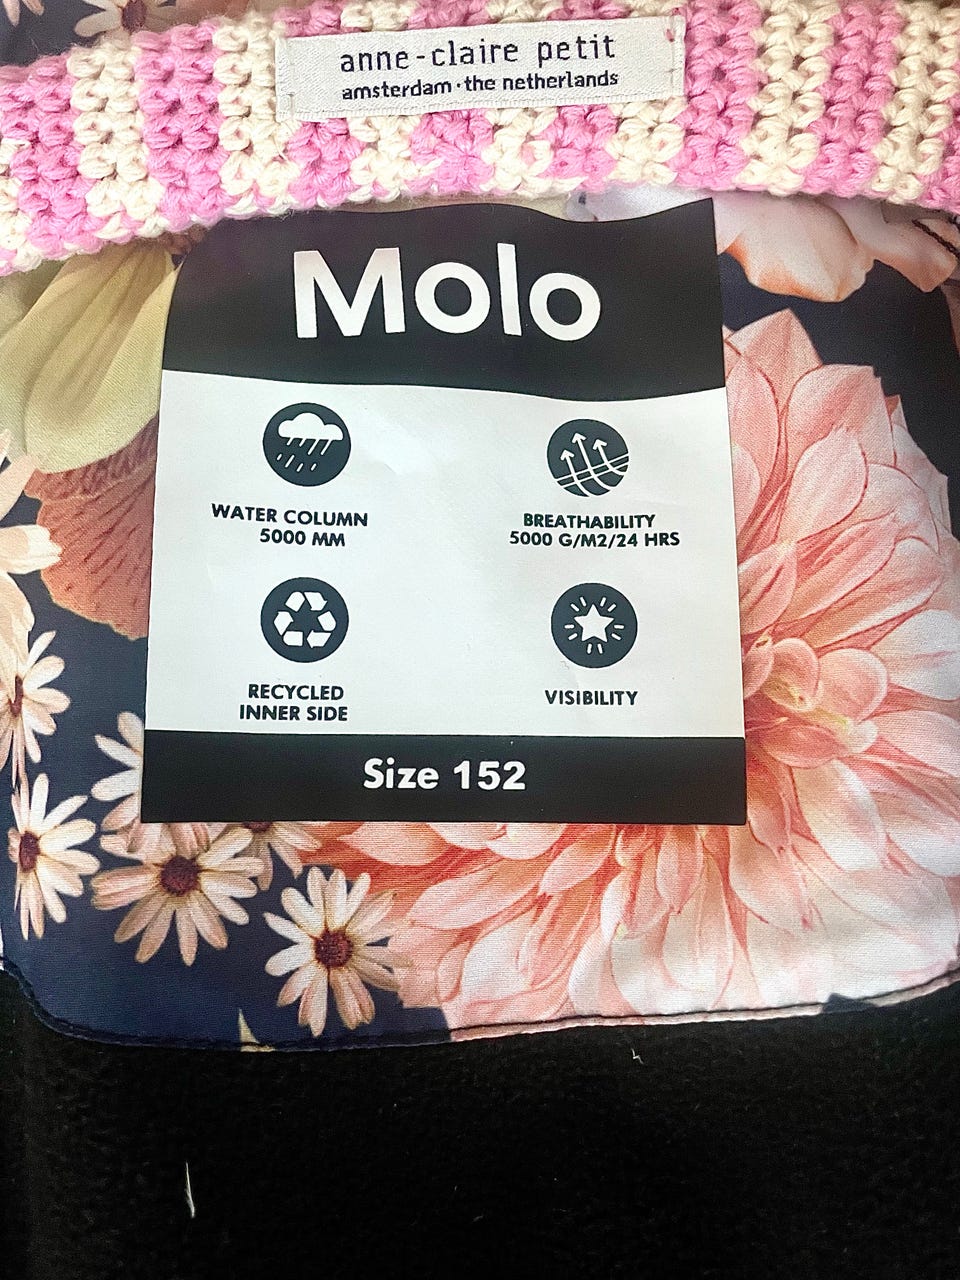 anne-claire petit
amsterdam · the netherlands
Molo
WATER COLUMN
5000 MM
BREATHABILITY
5000 G/M2/24 HRS
RECYCLED
INNER SIDE
VISIBILITY
Size 152